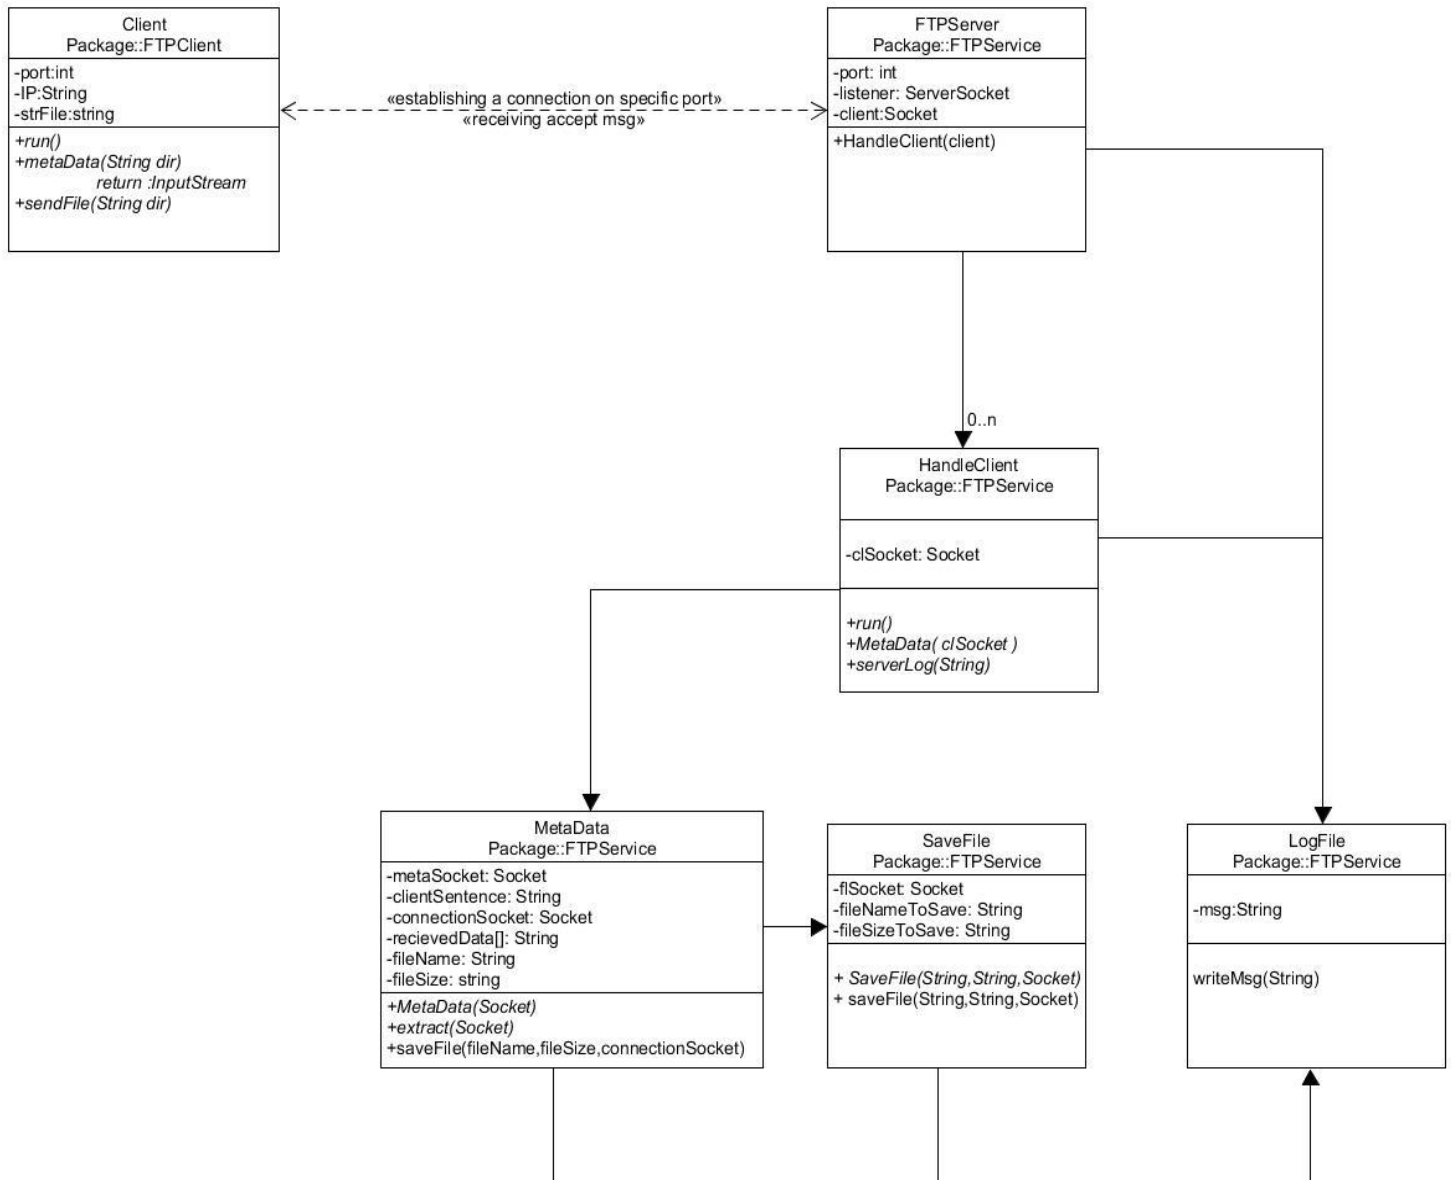 Client
Package::FTPClient
-port:int
-IP:String
-strFile:string
+run()
+metaData(String dir)
return :InputStream
+sendFile(String dir)
«establishing a connection on specific port»
«receiving accept msg»
FTPServer
Package::FTPService
-port: int
-listener: ServerSocket
-client:Socket
+HandleClient(client)
0..n
HandleClient
Package::FTPService
-clSocket: Socket
+run()
+MetaData( clSocket )
+serverLog(String)
MetaData
Package::FTPService
-metaSocket: Socket
-clientSentence: String
-connectionSocket: Socket
-recievedData[]: String
-fileName: String
-fileSize: string
+MetaData(Socket)
+extract(Socket)
+saveFile(fileName,fileSize,connectionSocket)
SaveFile
Package::FTPService
-flSocket: Socket
-fileNameToSave: String
-fileSizeToSave: String
+ SaveFile(String,String,Socket)
+ saveFile(String,String,Socket)
LogFile
Package::FTPService
-msg:String
writeMsg(String)